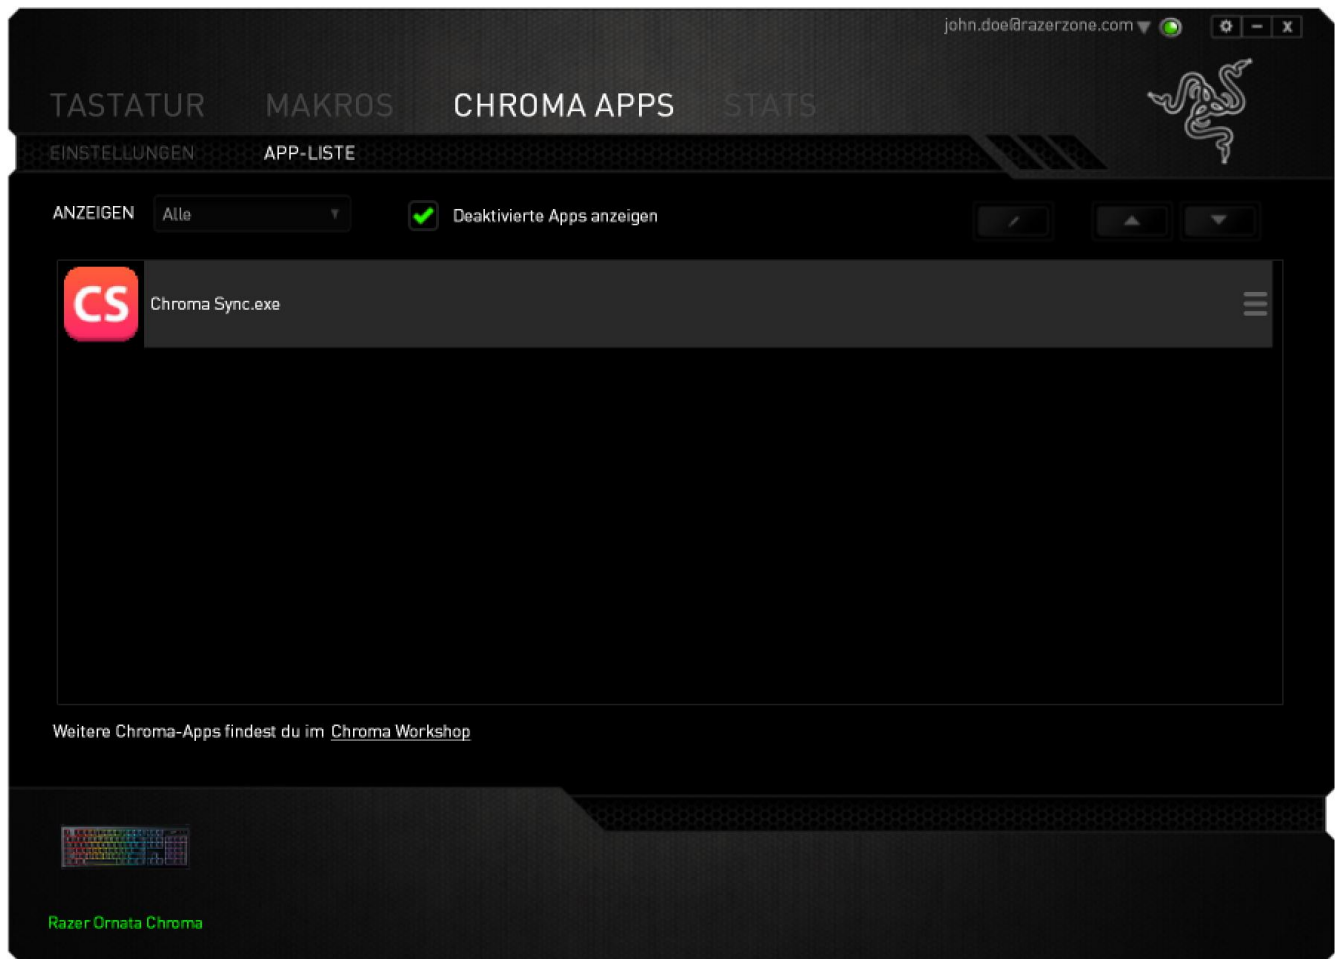 john.doe@razerzone.com
TASTATUR MAKROS CHROMA APPS STATS
EINSTELLUNGEN APP-LISTE
ANZEIGEN Alle Deaktivierte Apps anzeigen
CS Chroma Sync.exe
Weitere Chroma-Apps findest du im Chroma Workshop
Razer Ornata Chroma